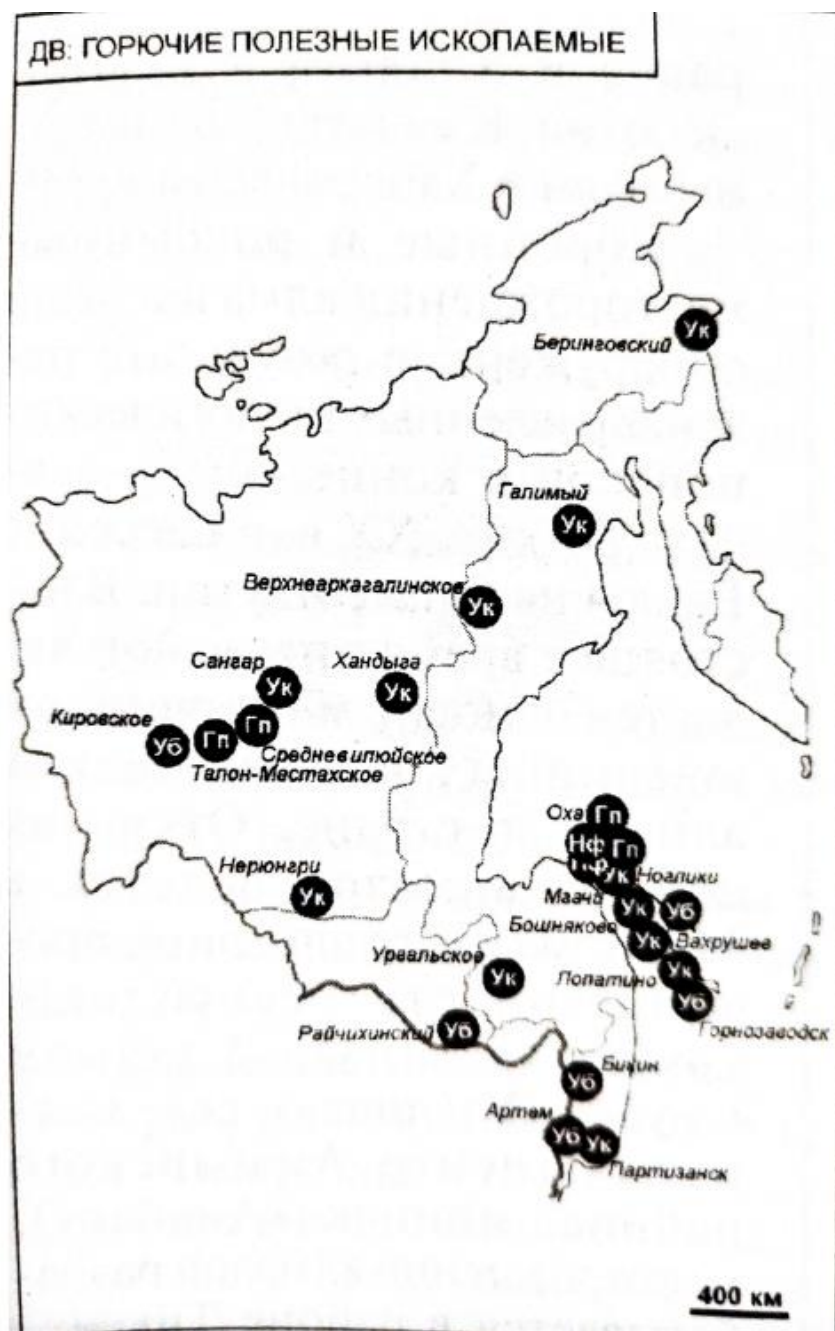 ДВ: ГОРЮЧИЕ ПОЛЕЗНЫЕ ИСКОПАЕМЫЕ
Беринговский
Ук
Галимый
Ук
Верхнеаркагалинское
Ук
Сангар
Ук
Хандыга
Ук
Кировское
Уб
Гп
Гп
Средневилюйское
Талон-Местахское
Оха
Гп
Нф
Гп
Ук
Ноглики
Нерюнгри
Ук
Мгачи
Ук
Уб
Бошняково
Ук
Вахрушев
Ургальское
Ук
Лопатино
Ук
Уб
Горнозаводск
Райчихинский
Уб
Бикин
Уб
Артем
Уб
Ук
Партизанск
400 км